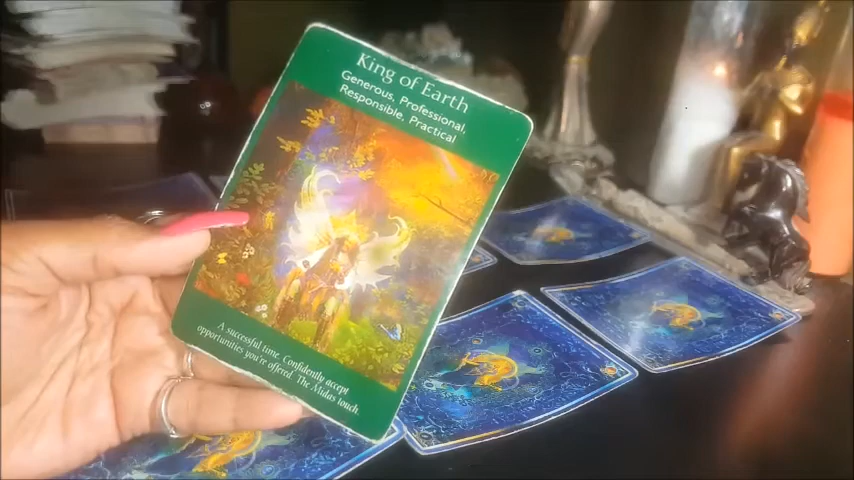 King of Earth
Generous, Professional,
Responsible, Practical
A successful time. Confidently accept
opportunities you're offered. The Midas touch.